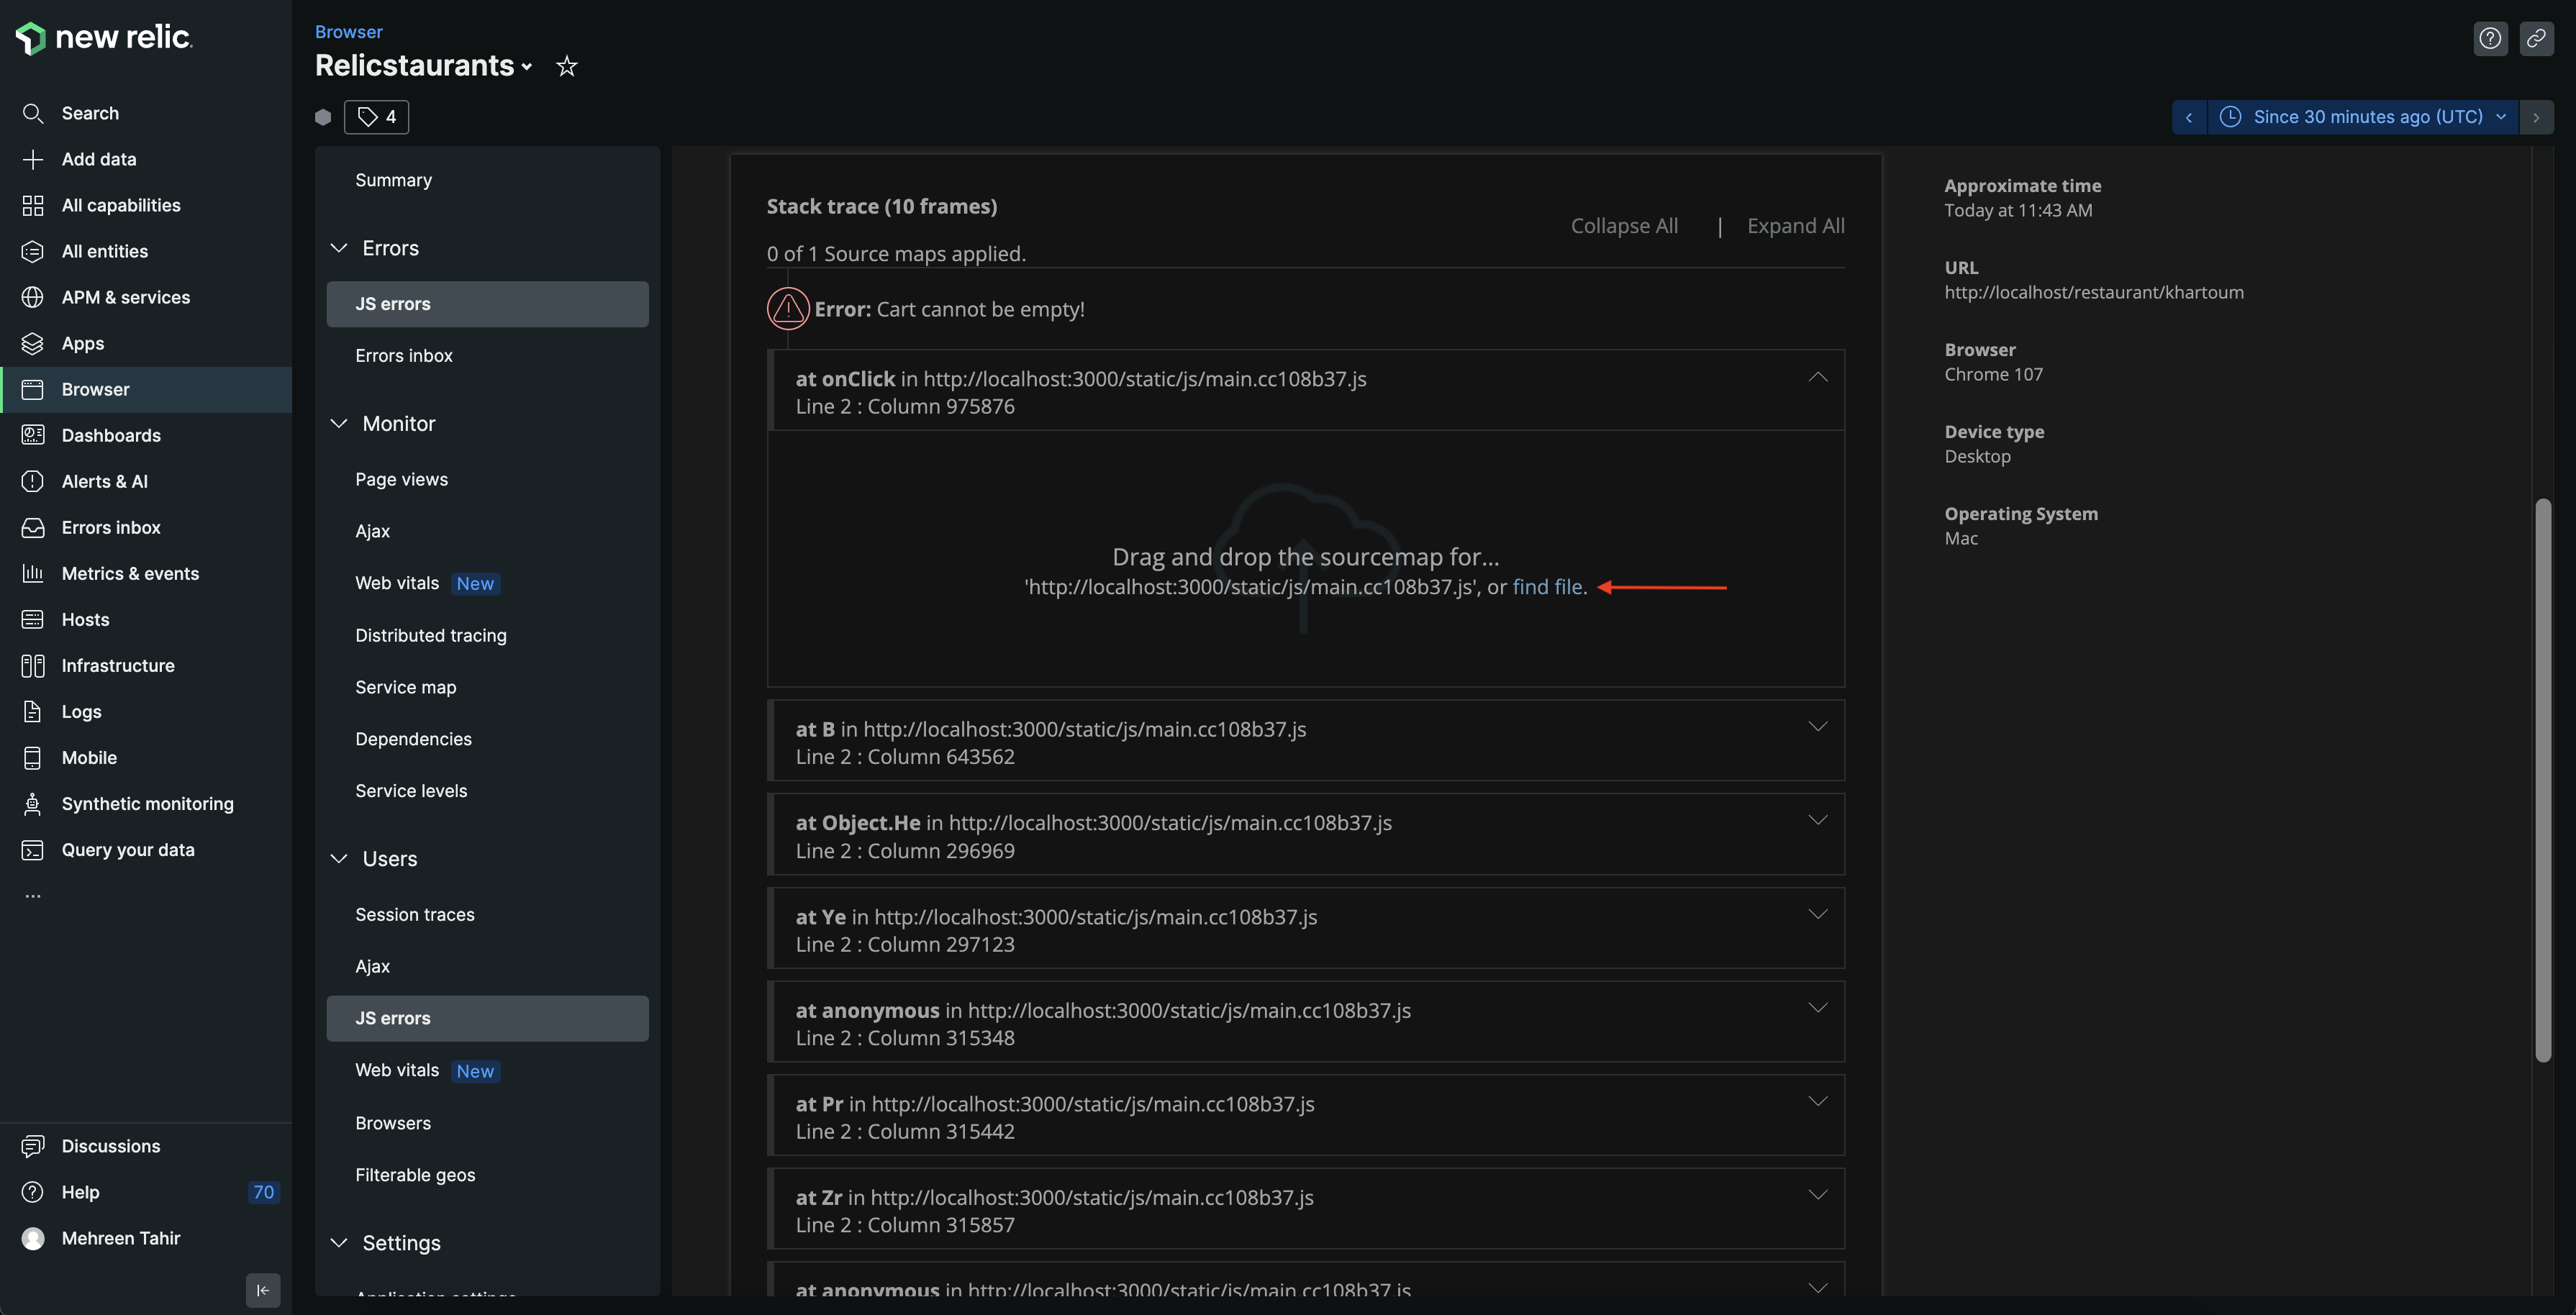 new relic.
Search
Add data
All capabilities
All entities
APM & services
Apps
Browser
Dashboards
Alerts & AI
Errors inbox
Metrics & events
Hosts
Infrastructure
Logs
Mobile
Synthetic monitoring
Query your data
...
Discussions
Help 70
Mehreen Tahir
Browser
Relicstaurants
4
Since 30 minutes ago (UTC)
Summary
Errors
JS errors
Errors inbox
Monitor
Page views
Ajax
Web vitals New
Distributed tracing
Service map
Dependencies
Service levels
Users
Session traces
Ajax
JS errors
Web vitals New
Browsers
Filterable geos
Settings
Application settings
Stack trace (10 frames)
Collapse All | Expand All
0 of 1 Source maps applied.
Error: Cart cannot be empty!
at onClick in http://localhost:3000/static/js/main.cc108b37.js
Line 2 : Column 975876
Drag and drop the sourcemap for...
'http://localhost:3000/static/js/main.cc108b37.js', or find file.
at B in http://localhost:3000/static/js/main.cc108b37.js
Line 2 : Column 643562
at Object.He in http://localhost:3000/static/js/main.cc108b37.js
Line 2 : Column 296969
at Ye in http://localhost:3000/static/js/main.cc108b37.js
Line 2 : Column 297123
at anonymous in http://localhost:3000/static/js/main.cc108b37.js
Line 2 : Column 315348
at Pr in http://localhost:3000/static/js/main.cc108b37.js
Line 2 : Column 315442
at Zr in http://localhost:3000/static/js/main.cc108b37.js
Line 2 : Column 315857
at anonymous in http://localhost:3000/static/js/main.cc108b37.js
Approximate time
Today at 11:43 AM
URL
http://localhost/restaurant/khartoum
Browser
Chrome 107
Device type
Desktop
Operating System
Mac